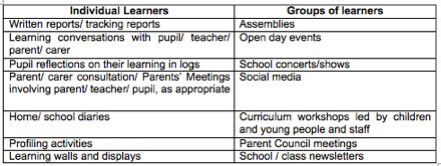 Individual Learners Groups of learners
Written reports/ tracking reports Assemblies
Learning conversations with pupil/ teacher/ Open day events
parent/ carer
Pupil reflections on their learning in logs School concerts/shows
Parent/ carer consultation/ Parents' Meetings Social media
involving parent/ teacher/ pupil, as appropriate
Home/ school diaries Curriculum workshops led by children
and young people and staff
Profiling activities Parent Council meetings
Learning walls and displays School / class newsletters